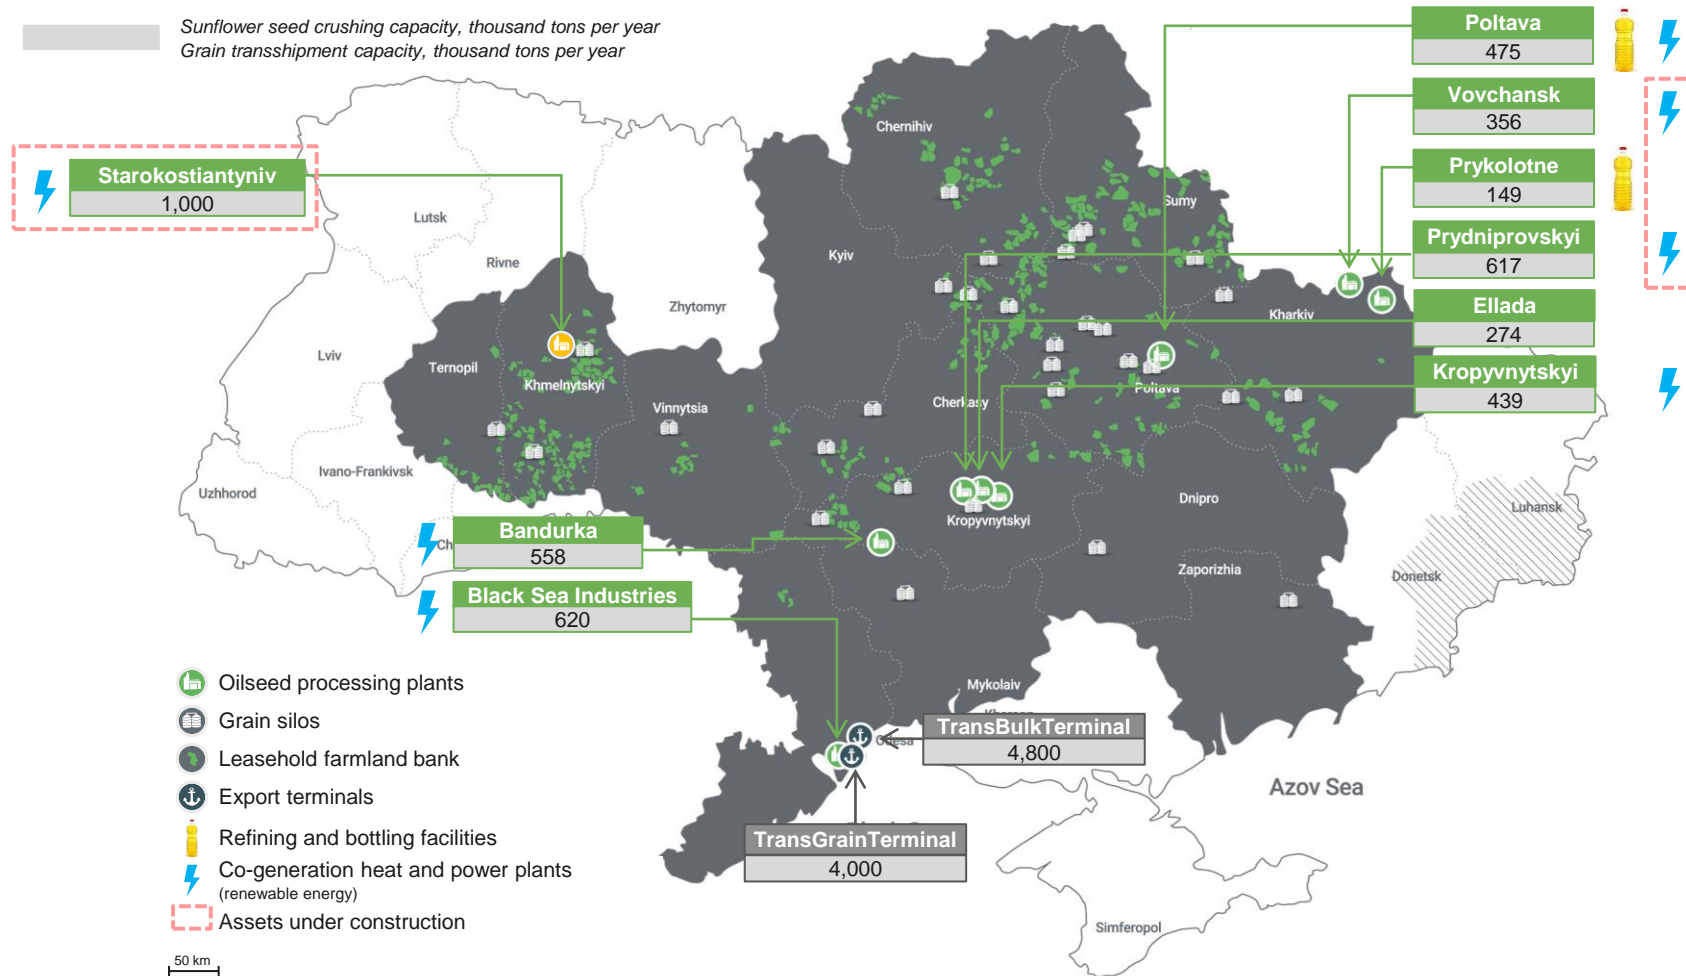 Sunflower seed crushing capacity, thousand tons per year
Grain transshipment capacity, thousand tons per year
Poltava
475
Vovchansk
356
Prykolotne
149
Prydniprovskyi
617
Ellada
274
Kropyvnytskyi
439
Starokostiantyniv
1,000
Chernihiv
Sumy
Lutsk
Rivne
Kyiv
Zhytomyr
Kharkiv
Lviv
Ternopil
Khmelnytskyi
Vinnytsia
Cherkasy
Poltava
Ivano-Frankivsk
Uzhhorod
Kropyvnytskyi
Dnipro
Luhansk
Donetsk
Zaporizhia
Bandurka
558
Ch
Black Sea Industries
620
Mykolaiv
Kherson
Odesa
TransBulkTerminal
4,800
Azov Sea
TransGrainTerminal
4,000
Simferopol
Oilseed processing plants
Grain silos
Leasehold farmland bank
Export terminals
Refining and bottling facilities
Co-generation heat and power plants
(renewable energy)
Assets under construction
50 km